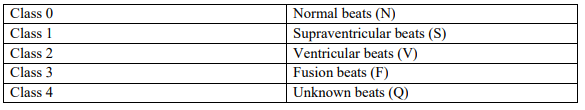 Class 0 Normal beats (N)
Class 1 Supraventricular beats (S)
Class 2 Ventricular beats (V)
Class 3 Fusion beats (F)
Class 4 Unknown beats (Q)